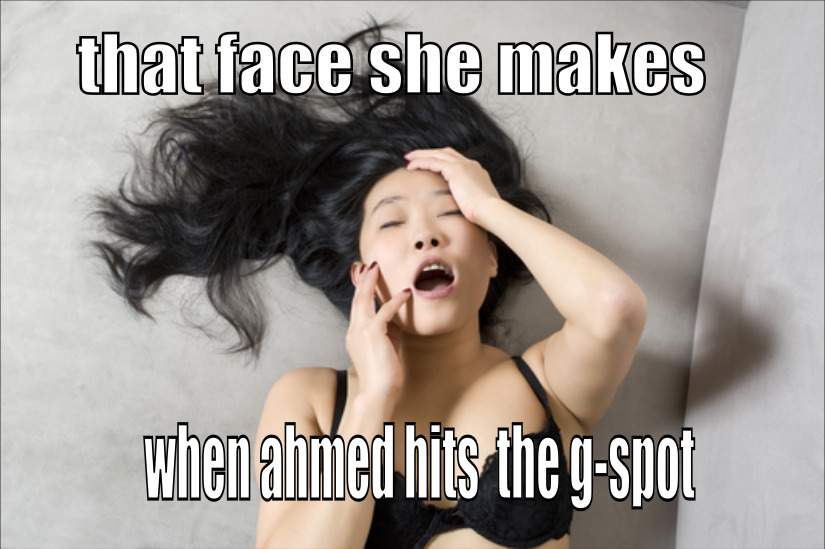 that face she makes
when ahmed hits the g-spot